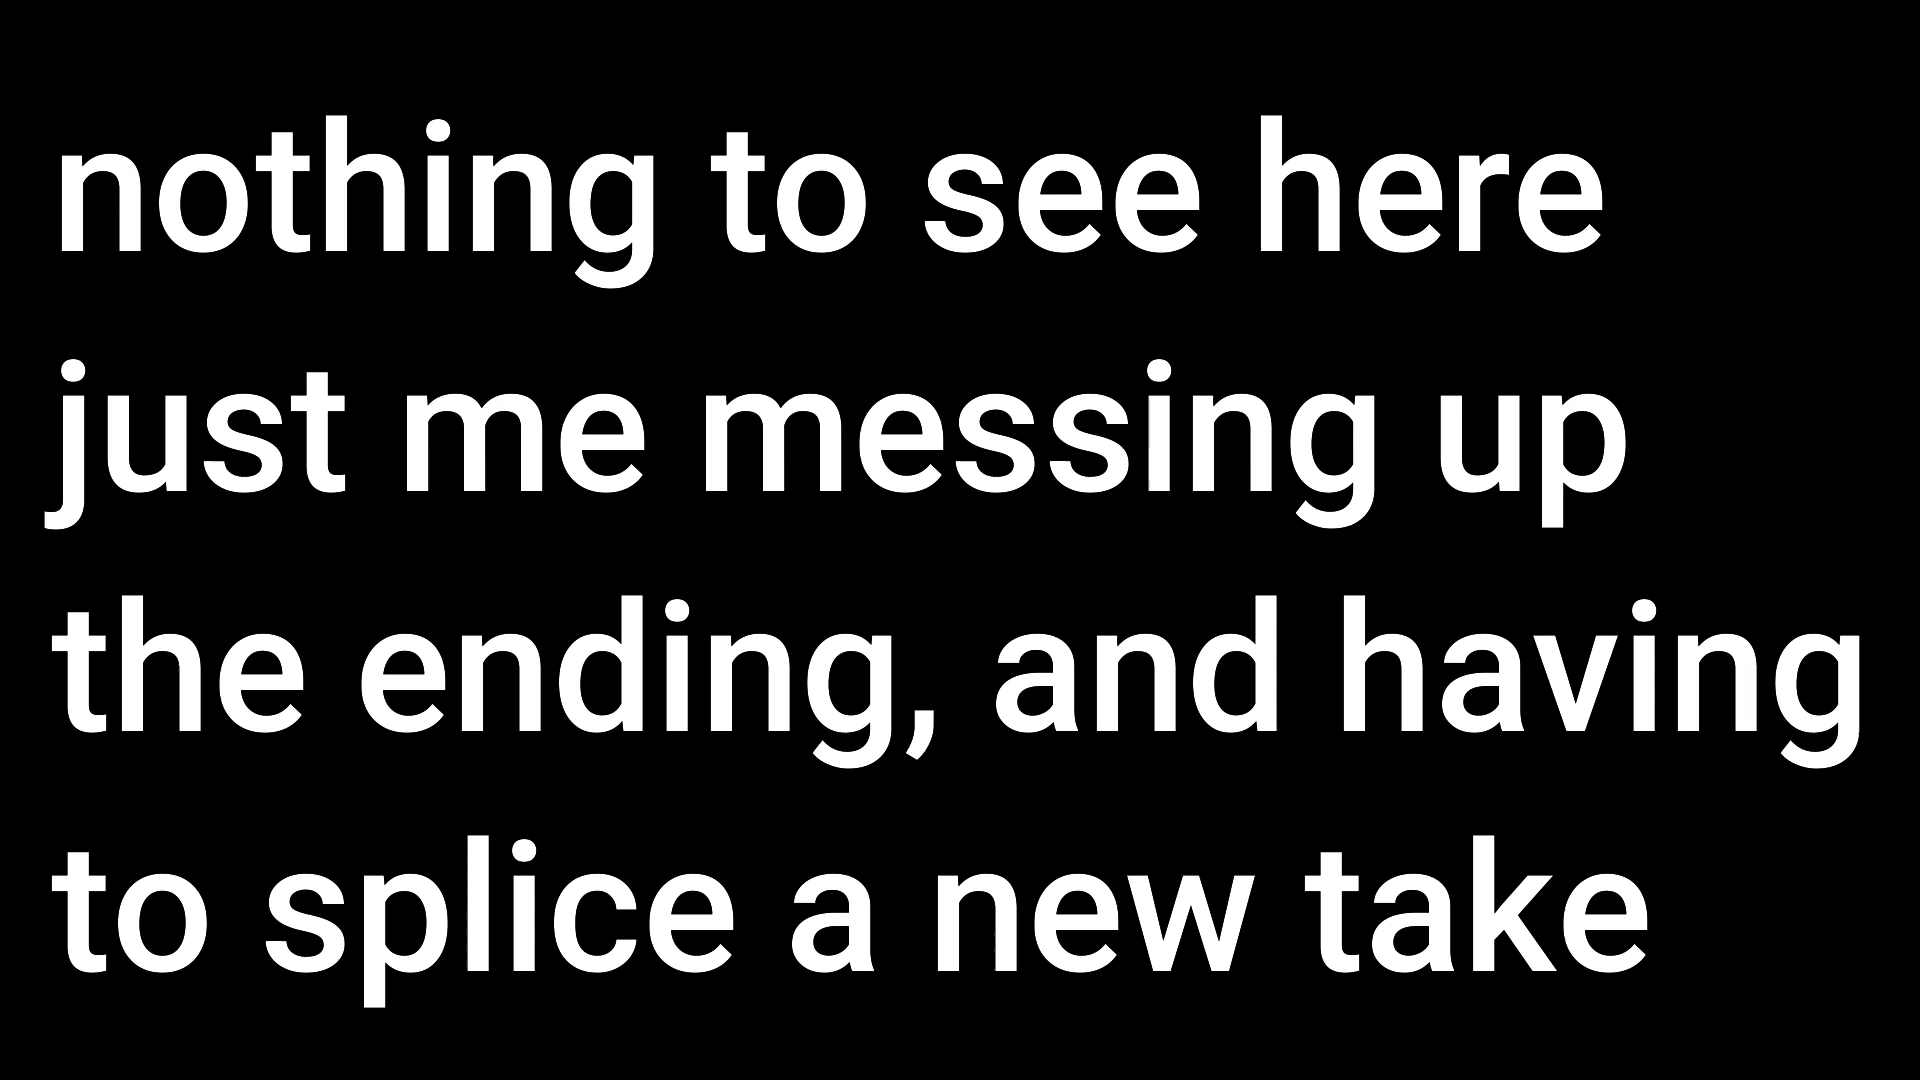 nothing to see here
just me messing up
the ending, and having
to splice a new take